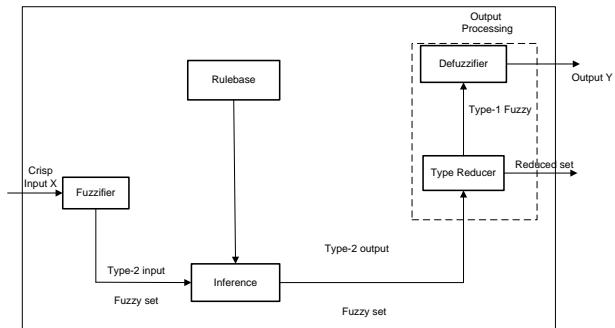 Output
Processing
Defuzzifier
Output Y
Rulebase
Type-1 Fuzzy
Crisp
Input X
Fuzzifier
Type Reducer
Reduced set
Type-2 input
Fuzzy set
Inference
Type-2 output
Fuzzy set